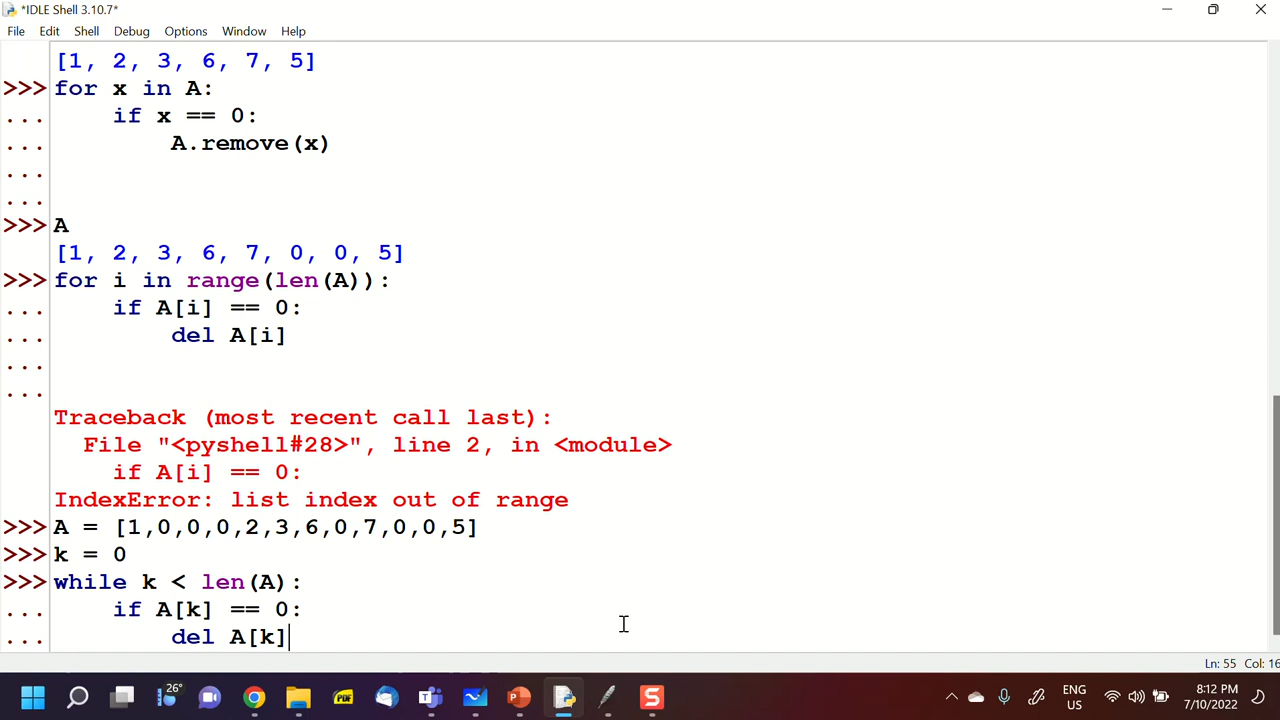 *IDLE Shell 3.10.7*
File Edit Shell Debug Options Window Help
[1, 2, 3, 6, 7, 5]
>>> for x in A:
... if x == 0:
... A.remove(x)
...
...
>>> A
[1, 2, 3, 6, 7, 0, 0, 5]
>>> for i in range(len(A)):
... if A[i] == 0:
... del A[i]
...
...
Traceback (most recent call last):
File "<pyshell#28>", line 2, in <module>
if A[i] == 0:
IndexError: list index out of range
>>> A = [1,0,0,0,2,3,6,0,7,0,0,5]
>>> k = 0
>>> while k < len(A):
... if A[k] == 0:
... del A[k]
Ln: 55 Col: 16
26°
PDF
ENG
US
8:12 PM
7/10/2022